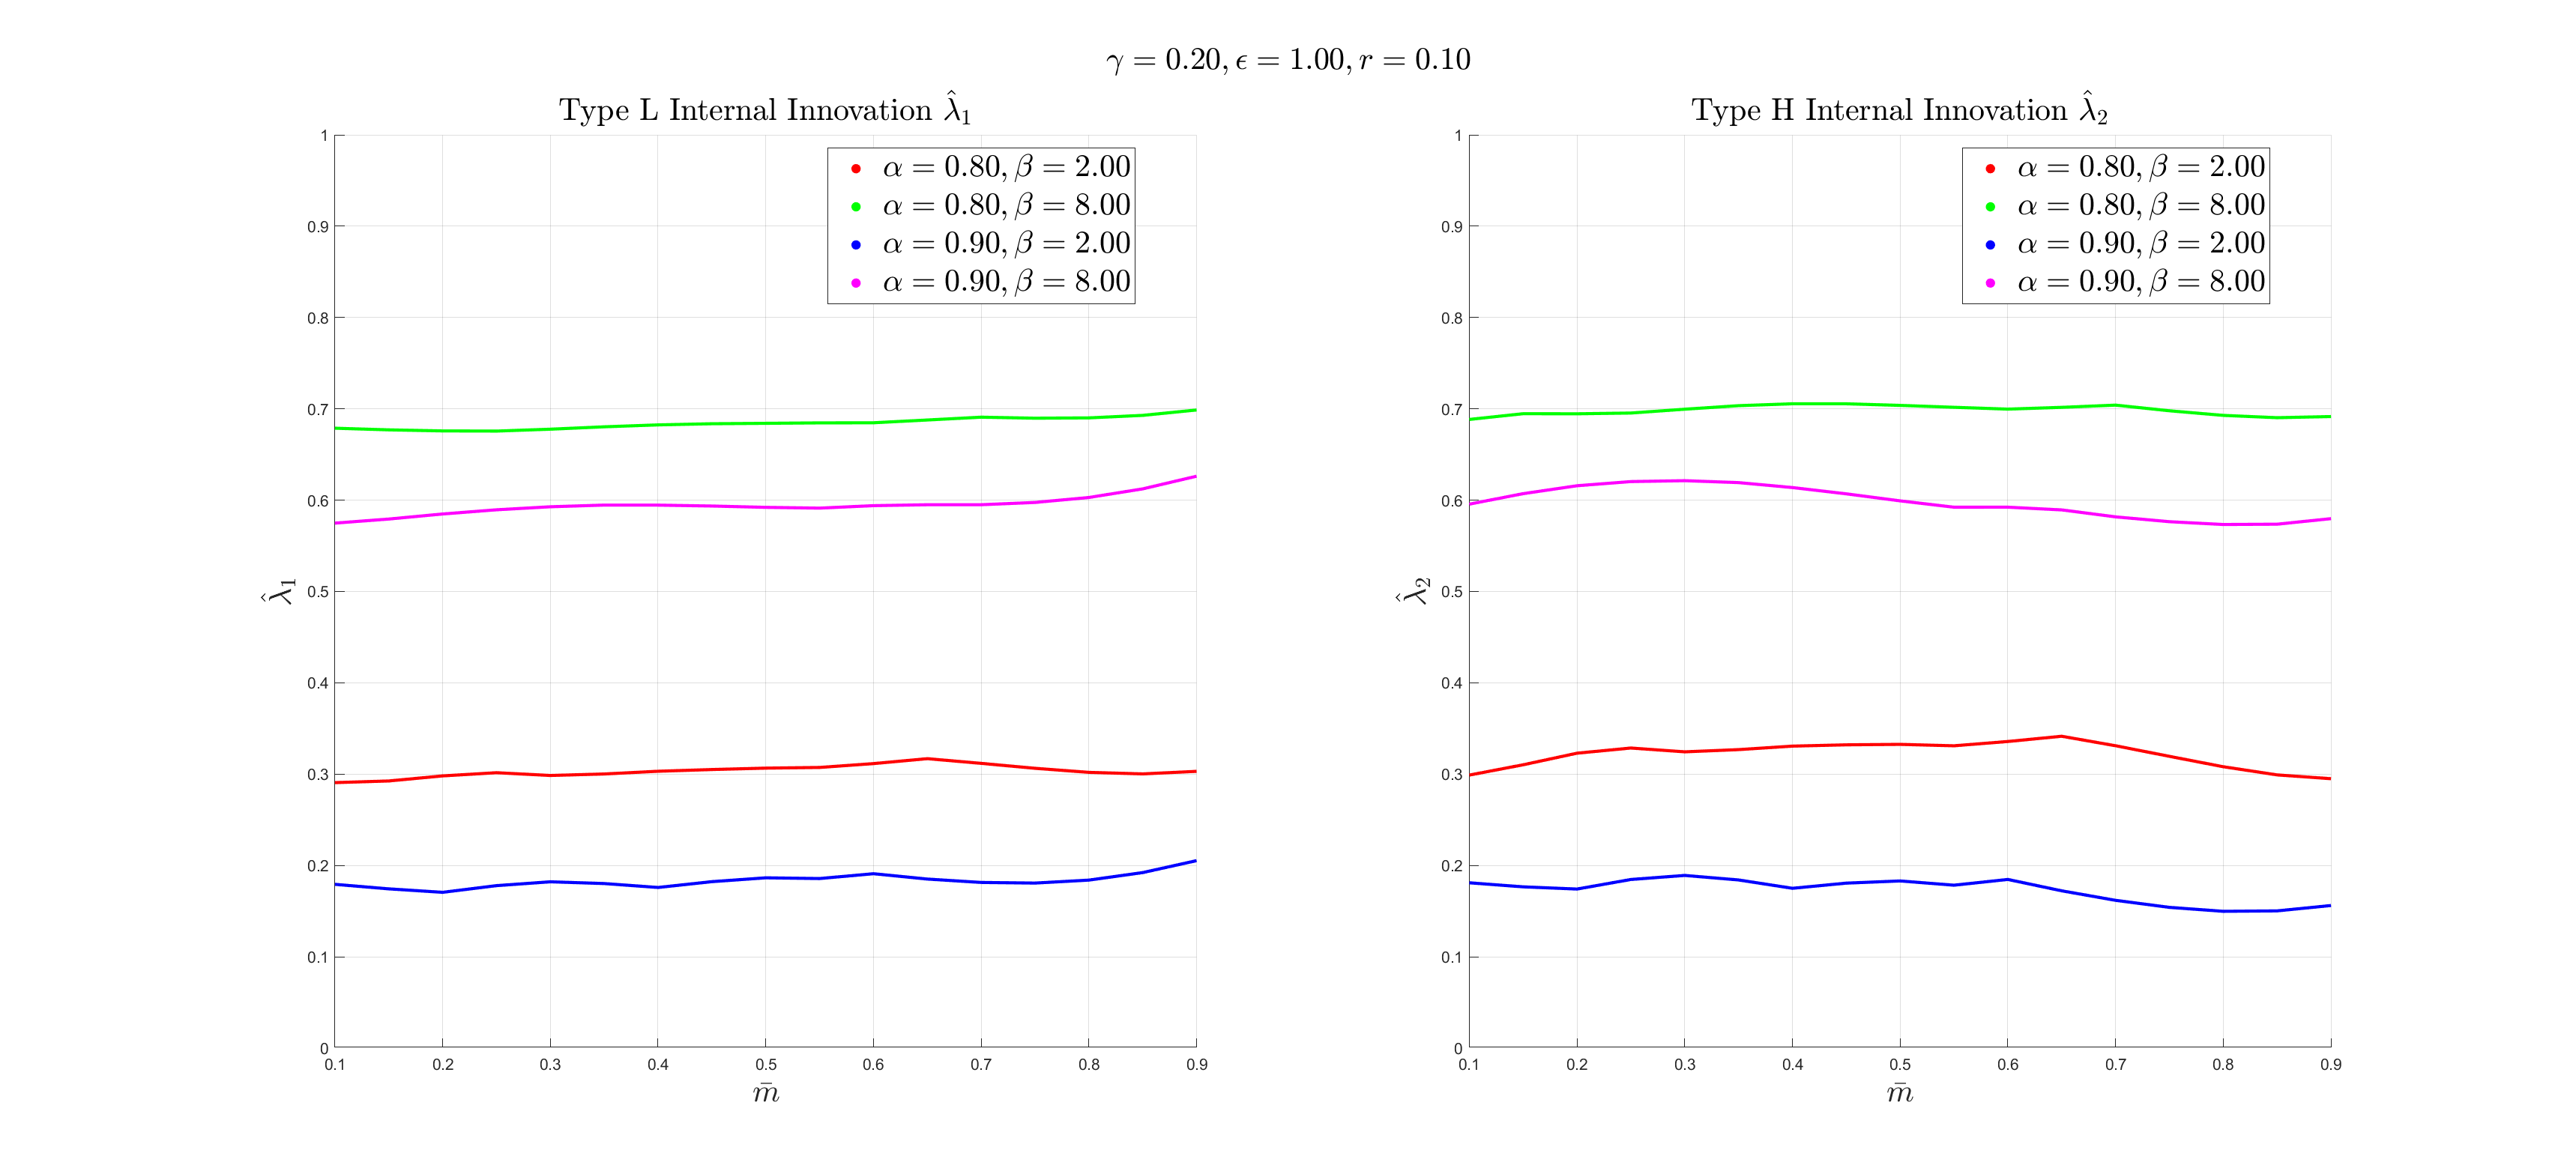 γ = 0.20, ϵ = 1.00, r = 0.10
Type L Internal Innovation λ̂₁
1
0.9
0.8
0.7
0.6
0.5
0.4
0.3
0.2
0.1
0
λ̂₁
α = 0.80, β = 2.00
α = 0.80, β = 8.00
α = 0.90, β = 2.00
α = 0.90, β = 8.00
0.1 0.2 0.3 0.4 0.5 0.6 0.7 0.8 0.9
m̄
Type H Internal Innovation λ̂₂
1
0.9
0.8
0.7
0.6
0.5
0.4
0.3
0.2
0.1
0
λ̂₂
α = 0.80, β = 2.00
α = 0.80, β = 8.00
α = 0.90, β = 2.00
α = 0.90, β = 8.00
0.1 0.2 0.3 0.4 0.5 0.6 0.7 0.8 0.9
m̄